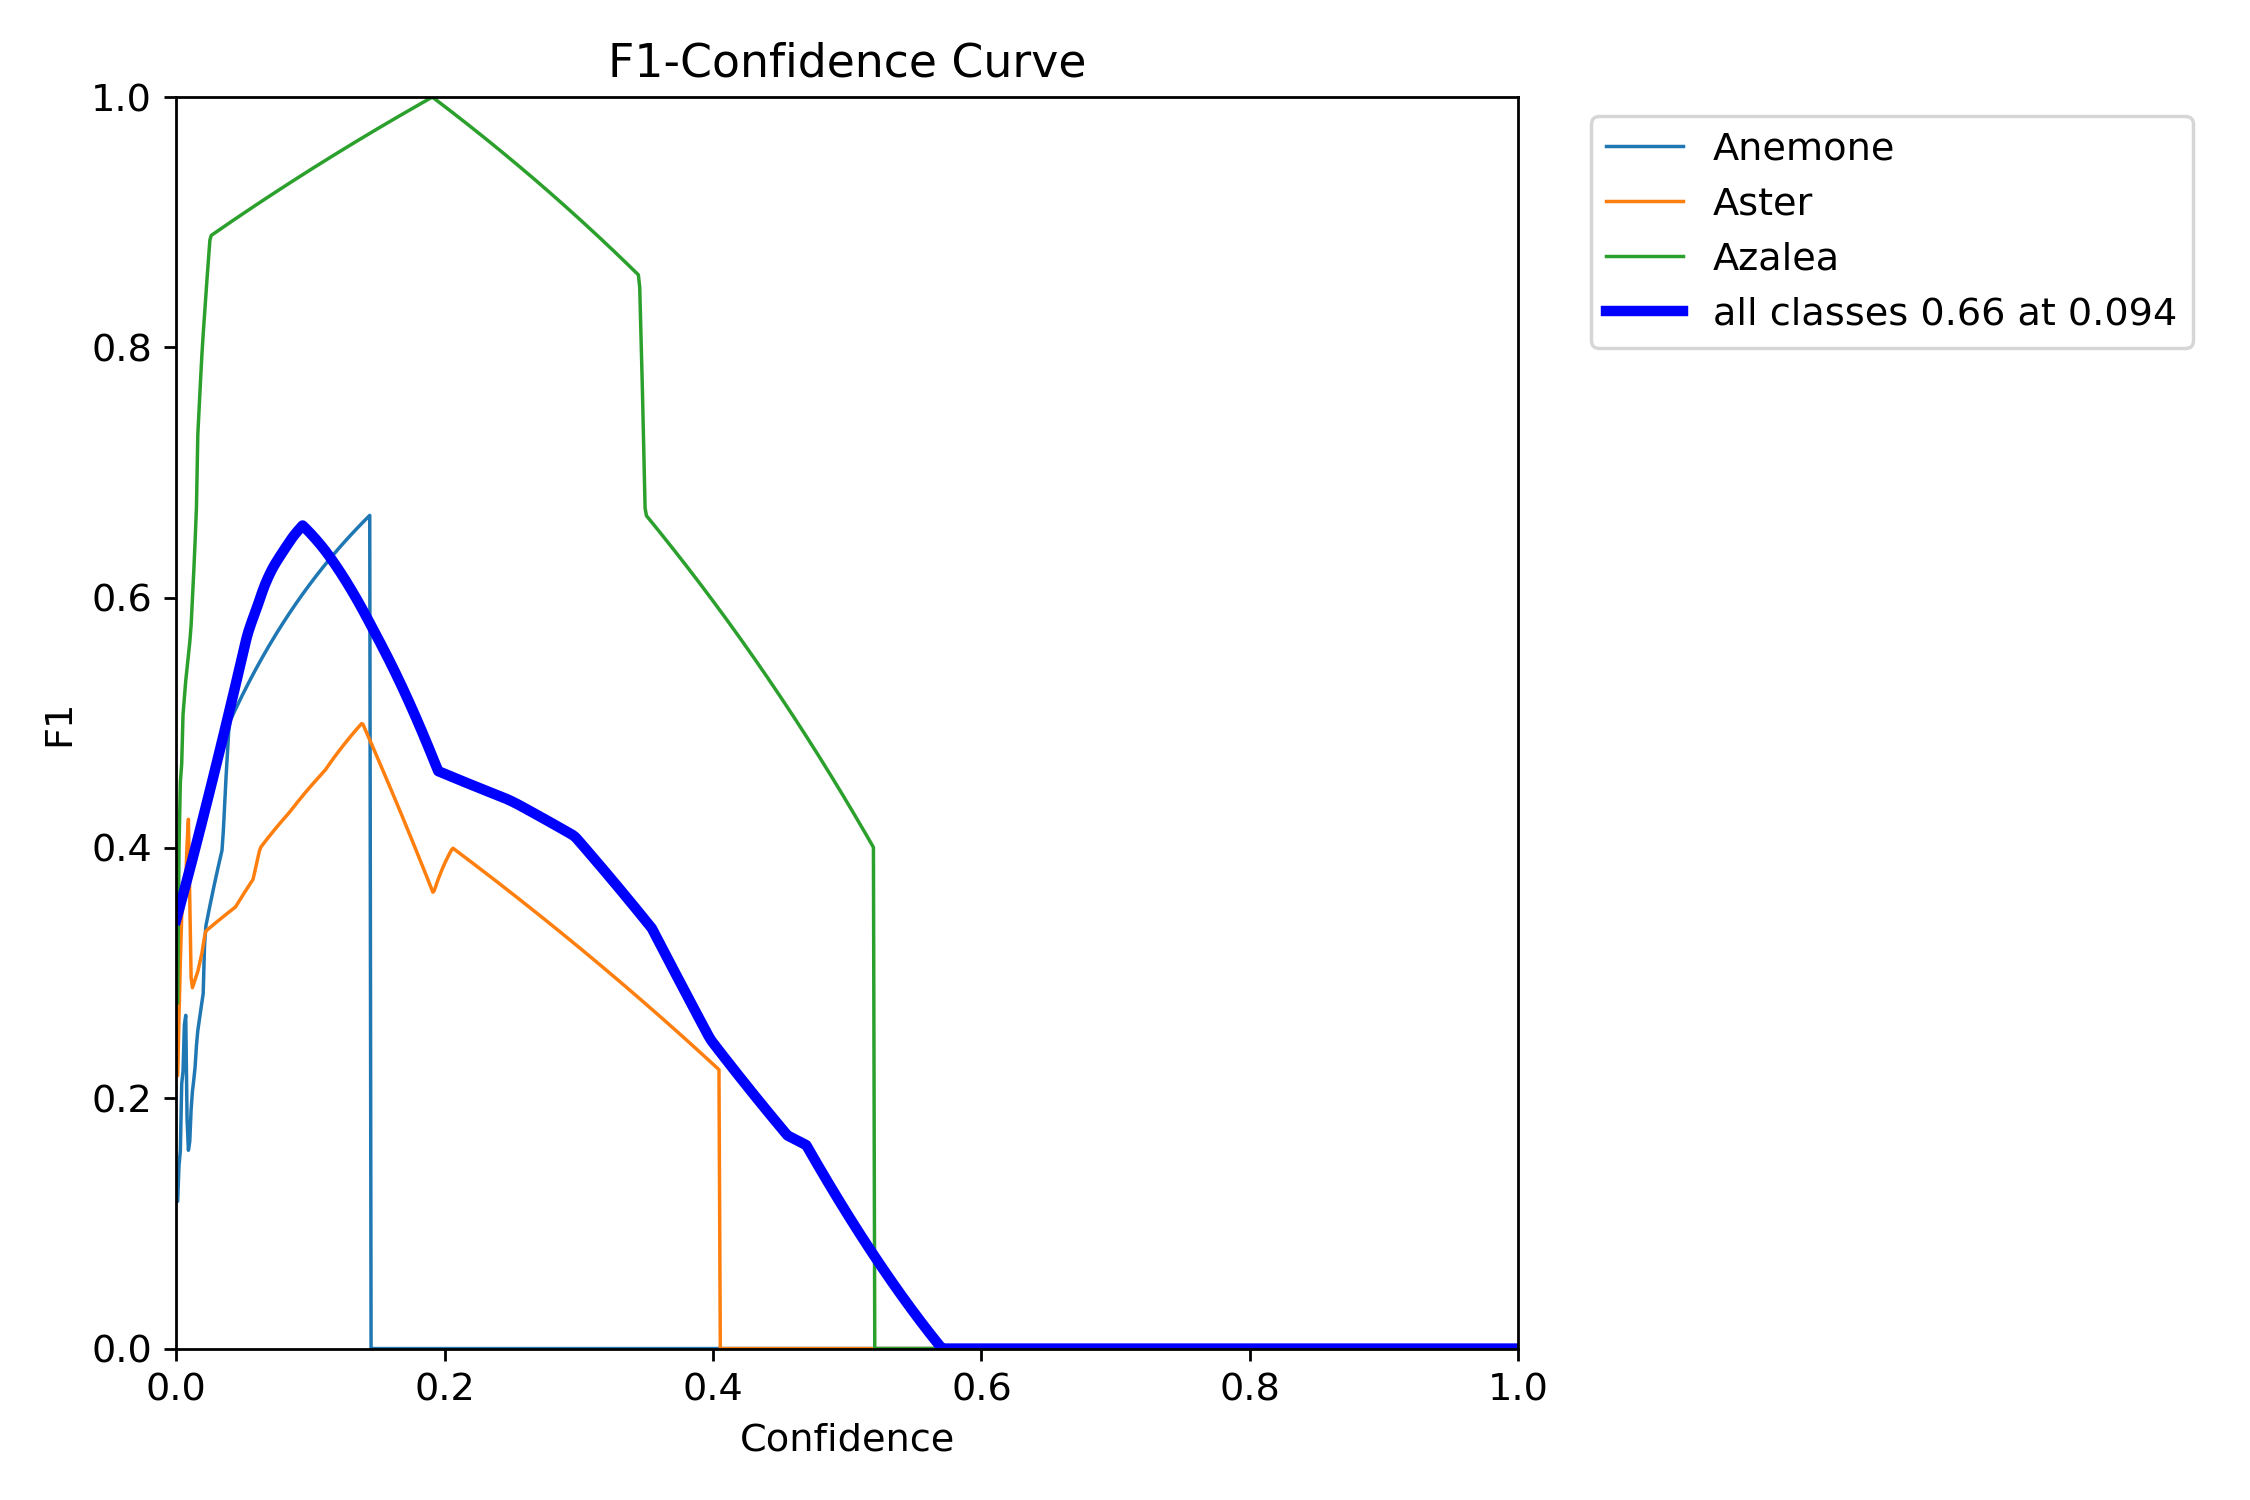 F1-Confidence Curve
1.0
0.8
0.6
0.4
0.2
0.0
F1
0.0 0.2 0.4 0.6 0.8 1.0
Confidence
Anemone
Aster
Azalea
all classes 0.66 at 0.094